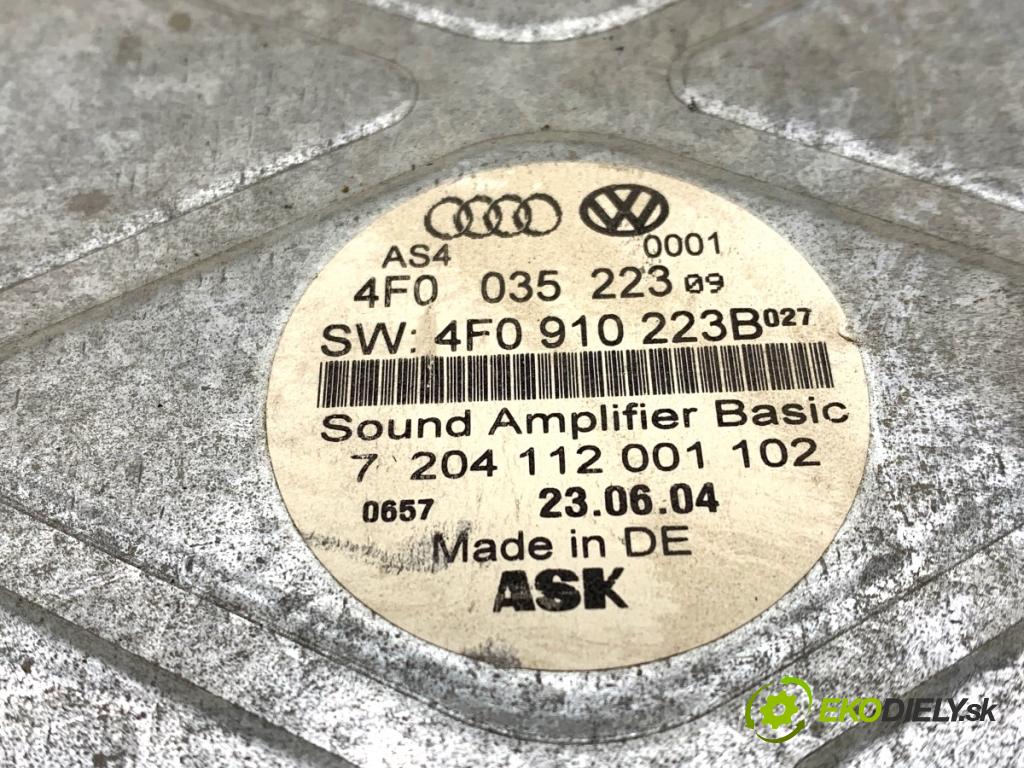 AS4 0001
4F0 035 223 09
SW: 4F0 910 223B 027
Sound Amplifier Basic
7 204 112 001 102
0657 23.06.04
Made in DE
ASK
EKODIELY.sk